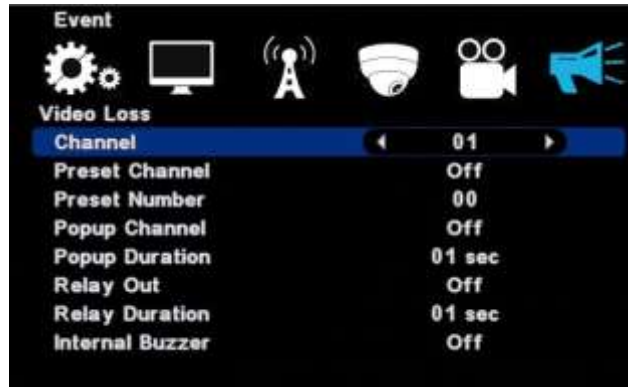 Event
Video Loss
Channel 01
Preset Channel Off
Preset Number 00
Popup Channel Off
Popup Duration 01 sec
Relay Out Off
Relay Duration 01 sec
Internal Buzzer Off